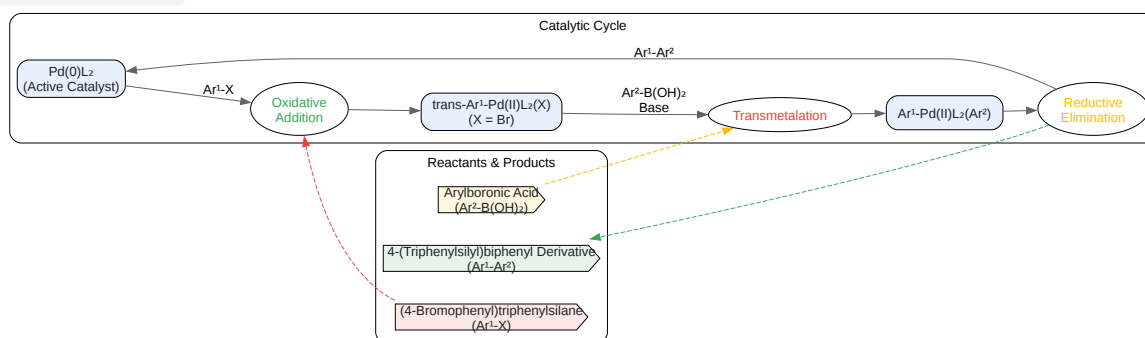 Catalytic Cycle
Ar¹-Ar²
Pd(0)L₂
(Active Catalyst)
Ar¹-X
Oxidative
Addition
trans-Ar¹-Pd(II)L₂(X)
(X = Br)
Ar²-B(OH)₂
Base
Transmetalation
Ar¹-Pd(II)L₂(Ar²)
Reductive
Elimination
Reactants & Products
Arylboronic Acid
(Ar²-B(OH)₂)
4-(Triphenylsilyl)biphenyl Derivative
(Ar¹-Ar²)
(4-Bromophenyl)triphenylsilane
(Ar¹-X)